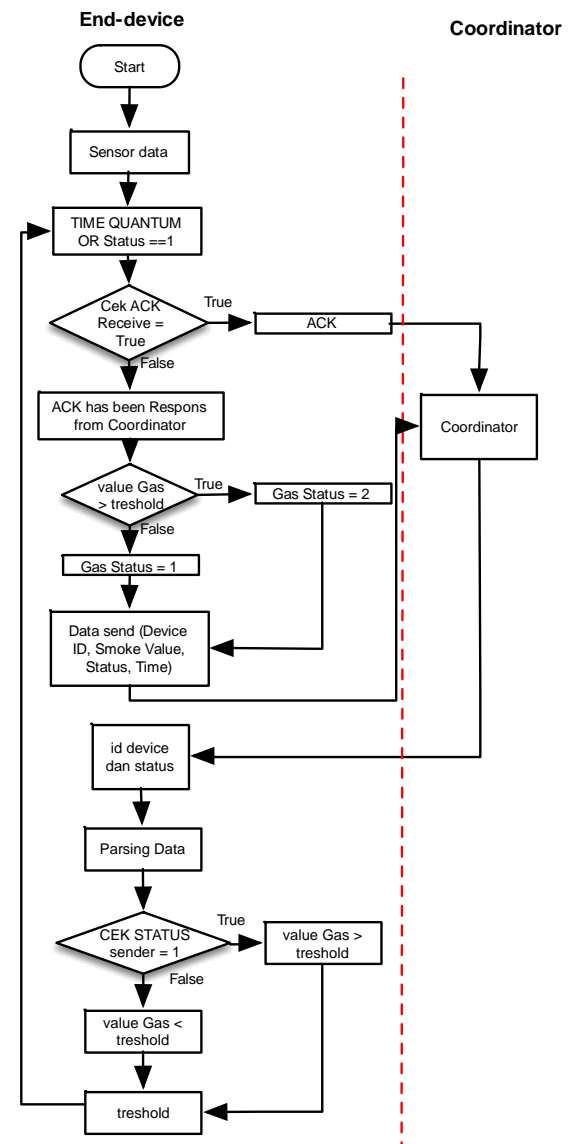 End-device
Coordinator
Start
Sensor data
TIME QUANTUM
OR Status ==1
Cek ACK
Receive =
True
True
ACK
False
ACK has been Respons
from Coordinator
Coordinator
value Gas
> treshold
True
Gas Status = 2
False
Gas Status = 1
Data send (Device
ID, Smoke Value,
Status, Time)
id device
dan status
Parsing Data
CEK STATUS
sender = 1
True
value Gas >
treshold
False
value Gas <
treshold
treshold